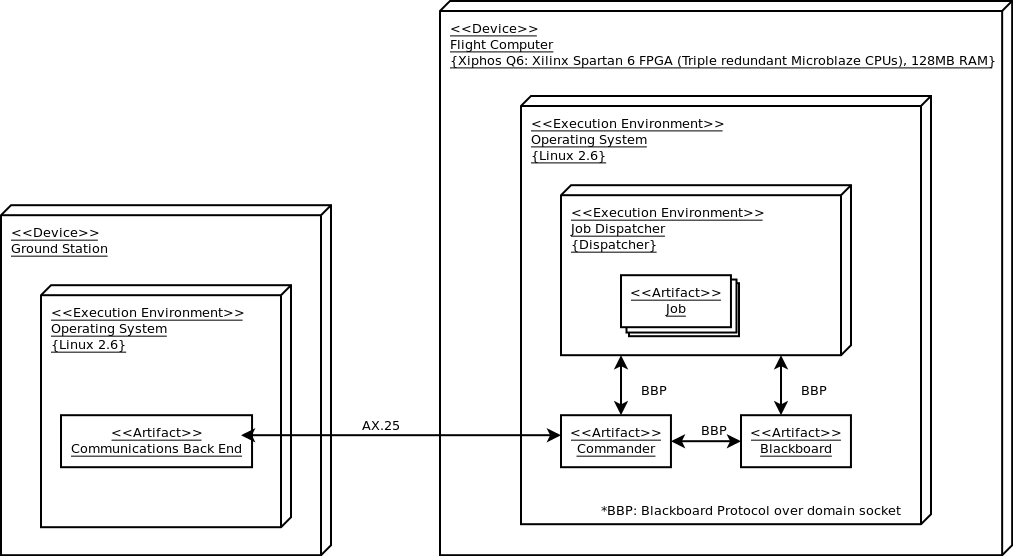 <<Device>>
Flight Computer
{Xiphos Q6: Xilinx Spartan 6 FPGA (Triple redundant Microblaze CPUs), 128MB RAM}
<<Execution Environment>>
Operating System
{Linux 2.6}
<<Execution Environment>>
Job Dispatcher
{Dispatcher}
<<Artifact>>
Job
<<Device>>
Ground Station
<<Execution Environment>>
Operating System
{Linux 2.6}
<<Artifact>>
Communications Back End
AX.25
BBP
BBP
<<Artifact>>
Commander
BBP
<<Artifact>>
Blackboard
*BBP: Blackboard Protocol over domain socket